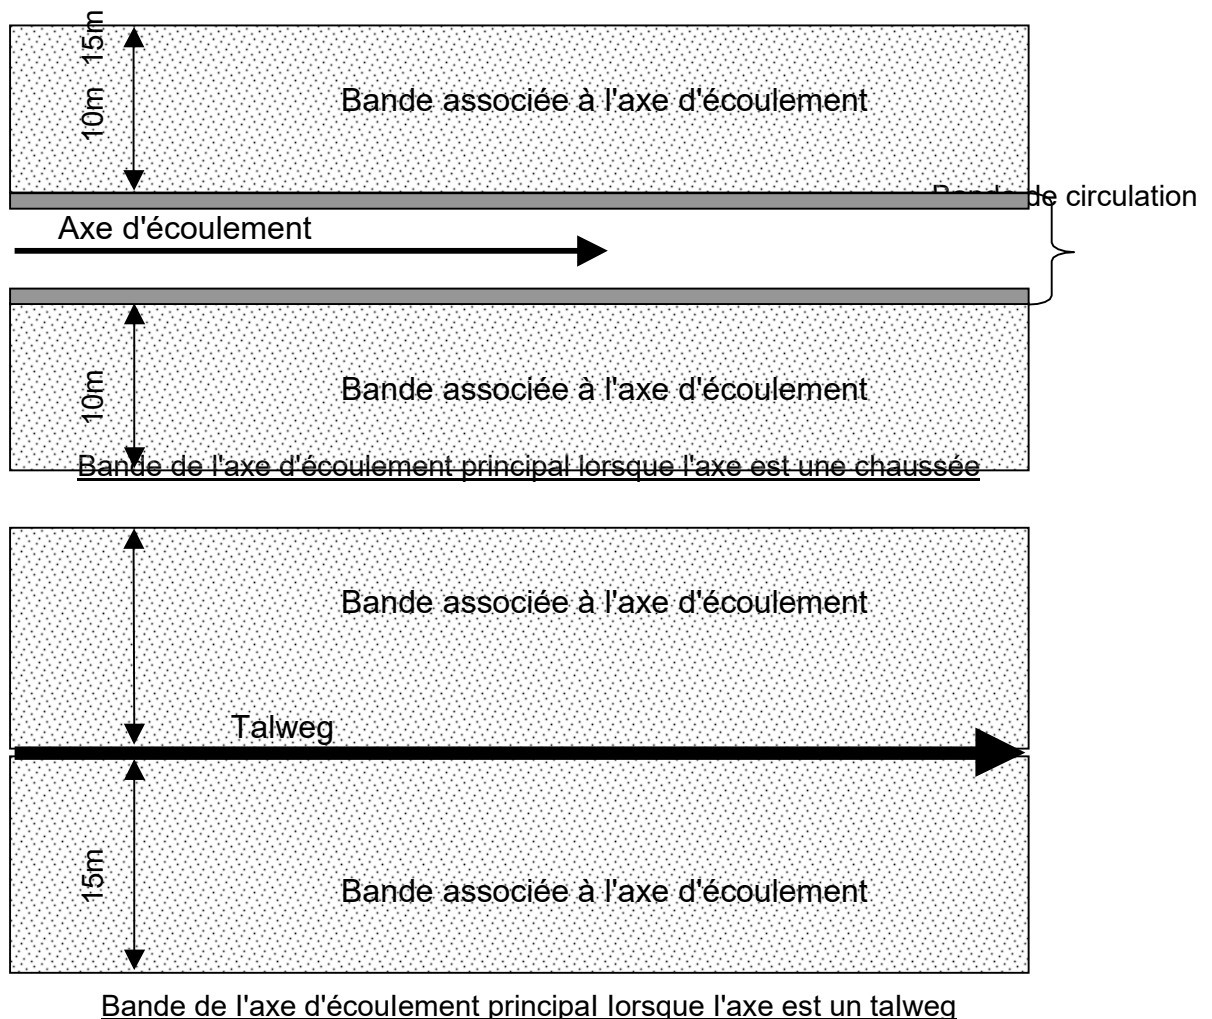 15m
10m
Bande associée à l'axe d'écoulement
Bande de circulation
Axe d'écoulement
10m
Bande associée à l'axe d'écoulement
Bande de l'axe d'écoulement principal lorsque l'axe est une chaussée
Bande associée à l'axe d'écoulement
Talweg
15m
Bande associée à l'axe d'écoulement
Bande de l'axe d'écoulement principal lorsque l'axe est un talweg